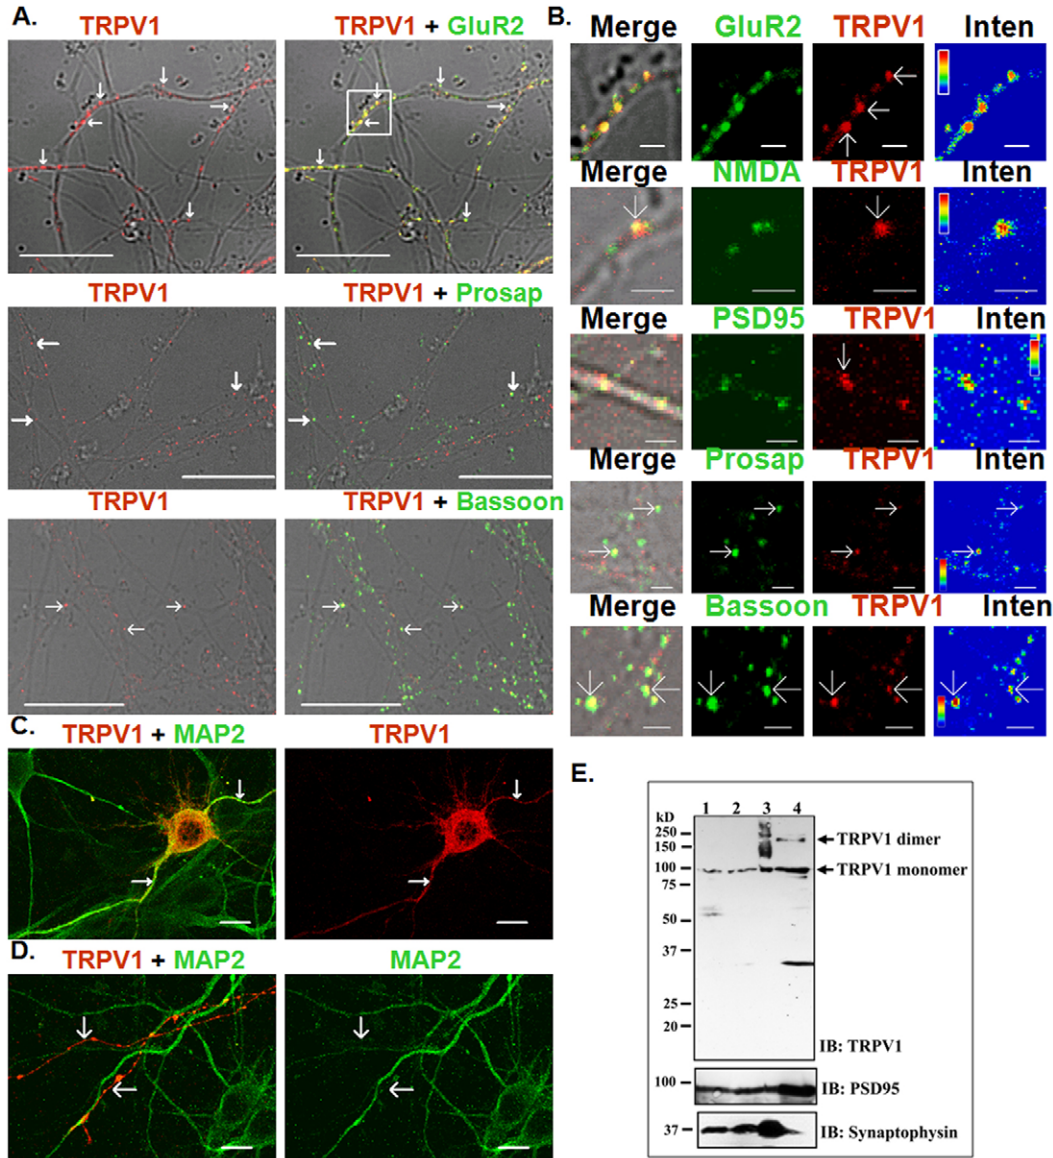 A.
TRPV1
TRPV1 + GluR2
TRPV1
TRPV1 + Prosap
TRPV1
TRPV1 + Bassoon
B.
Merge GluR2 TRPV1 Inten
Merge NMDA TRPV1 Inten
Merge PSD95 TRPV1 Inten
Merge Prosap TRPV1 Inten
Merge Bassoon TRPV1 Inten
C.
TRPV1 + MAP2
TRPV1
D.
TRPV1 + MAP2
MAP2
E.
1 2 3 4
kD
250
150
100
75
50
37
25
20
TRPV1 dimer
TRPV1 monomer
IB: TRPV1
100
IB: PSD95
37
IB: Synaptophysin